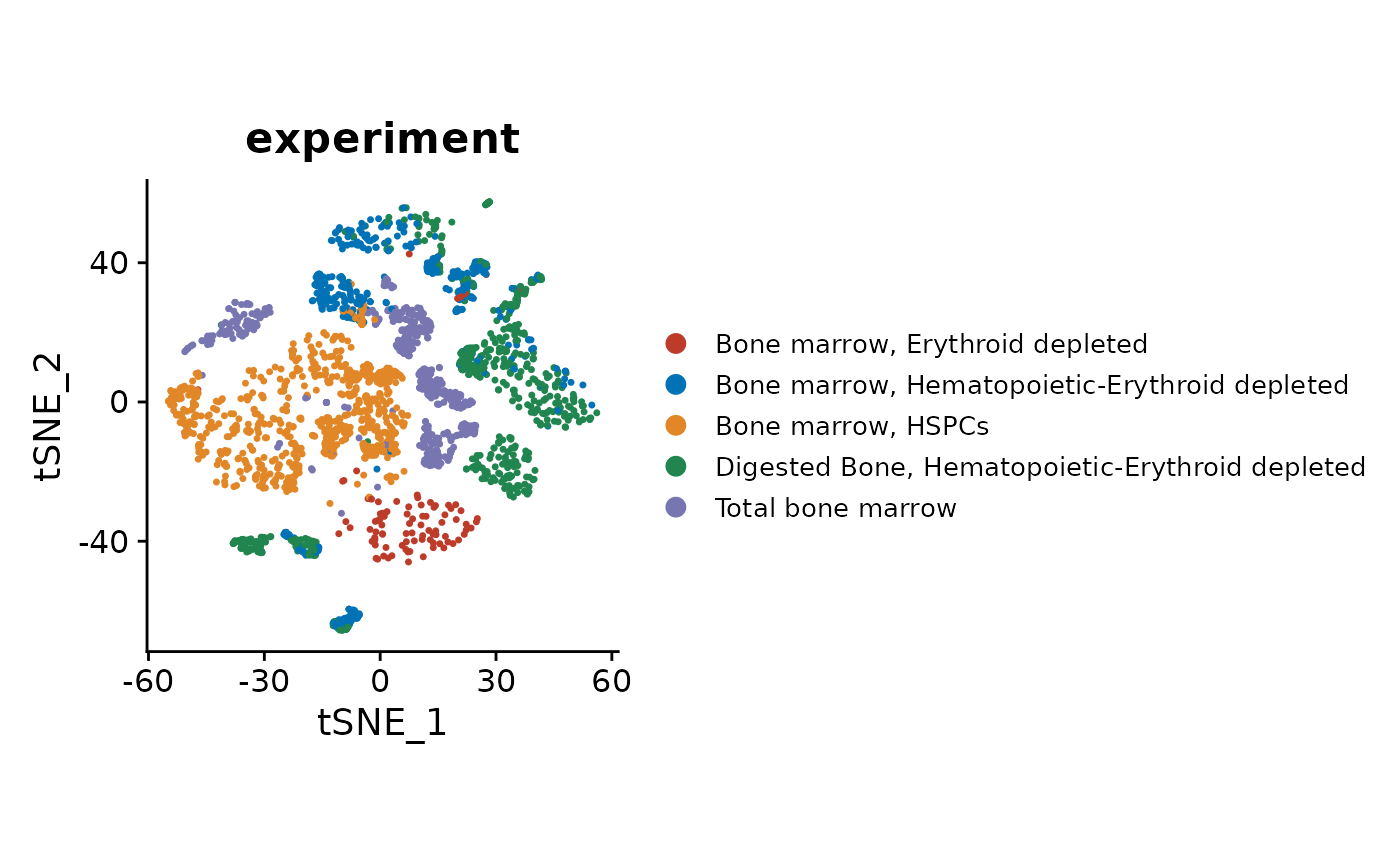 experiment
40
0
-40
tSNE_2
-60 -30 0 30 60
tSNE_1
Bone marrow, Erythroid depleted
Bone marrow, Hematopoietic-Erythroid depleted
Bone marrow, HSPCs
Digested Bone, Hematopoietic-Erythroid depleted
Total bone marrow